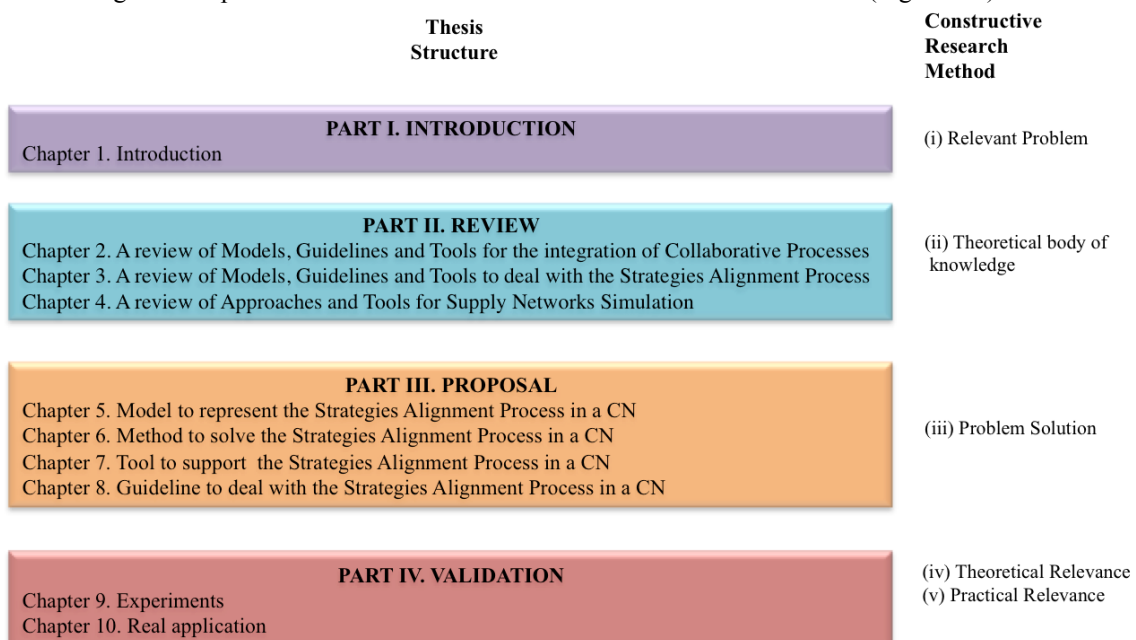 Thesis
Structure
Constructive
Research
Method
PART I. INTRODUCTION
Chapter 1. Introduction
(i) Relevant Problem
PART II. REVIEW
Chapter 2. A review of Models, Guidelines and Tools for the integration of Collaborative Processes
Chapter 3. A review of Models, Guidelines and Tools to deal with the Strategies Alignment Process
Chapter 4. A review of Approaches and Tools for Supply Networks Simulation
(ii) Theoretical body of
knowledge
PART III. PROPOSAL
Chapter 5. Model to represent the Strategies Alignment Process in a CN
Chapter 6. Method to solve the Strategies Alignment Process in a CN
Chapter 7. Tool to support the Strategies Alignment Process in a CN
Chapter 8. Guideline to deal with the Strategies Alignment Process in a CN
(iii) Problem Solution
PART IV. VALIDATION
Chapter 9. Experiments
Chapter 10. Real application
(iv) Theoretical Relevance
(v) Practical Relevance